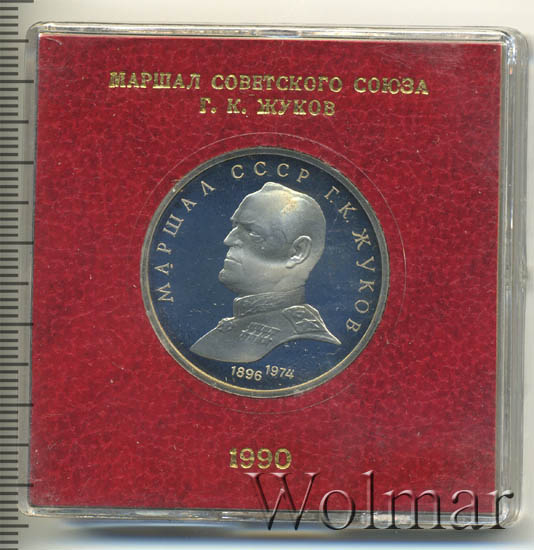 МАРШАЛ СОВЕТСКОГО СОЮЗА
Г. К. ЖУКОВ
МАРШАЛ СССР Г.К. ЖУКОВ
1896 1974
1990
Wolmar